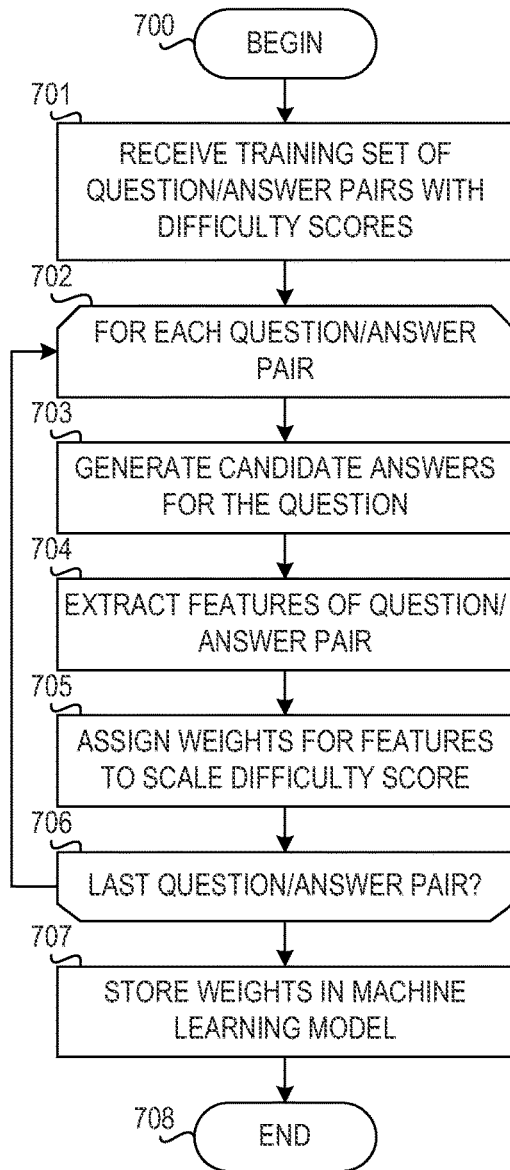 700
BEGIN
701
RECEIVE TRAINING SET OF
QUESTION/ANSWER PAIRS WITH
DIFFICULTY SCORES
702
FOR EACH QUESTION/ANSWER
PAIR
703
GENERATE CANDIDATE ANSWERS
FOR THE QUESTION
704
EXTRACT FEATURES OF QUESTION/
ANSWER PAIR
705
ASSIGN WEIGHTS FOR FEATURES
TO SCALE DIFFICULTY SCORE
706
LAST QUESTION/ANSWER PAIR?
707
STORE WEIGHTS IN MACHINE
LEARNING MODEL
708
END